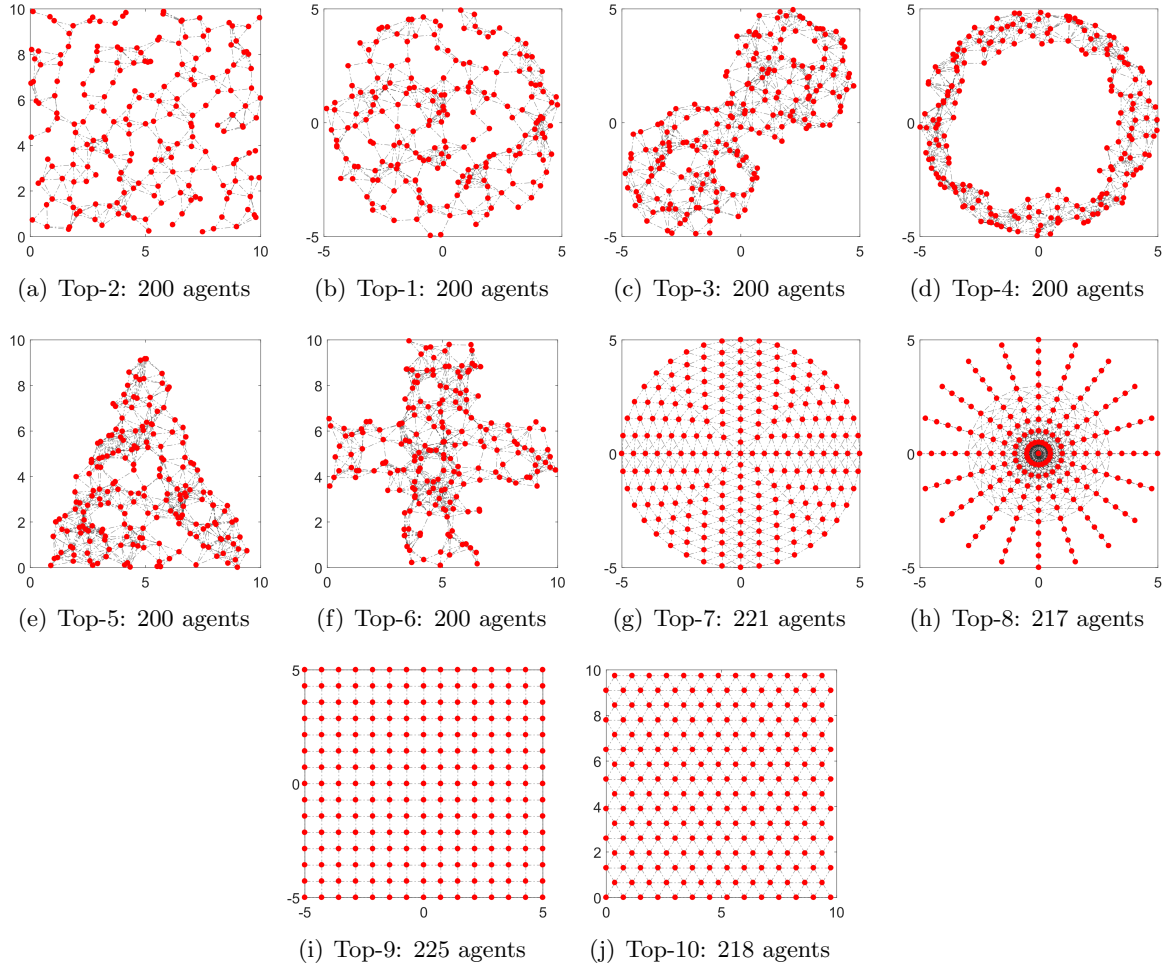 10
8
6
4
2
0
0 5 10
(a) Top-2: 200 agents
5
0
-5
-5 0 5
(b) Top-1: 200 agents
5
0
-5
-5 0 5
(c) Top-3: 200 agents
5
0
-5
-5 0 5
(d) Top-4: 200 agents
10
8
6
4
2
0
0 5 10
(e) Top-5: 200 agents
10
8
6
4
2
0
0 5 10
(f) Top-6: 200 agents
5
0
-5
-5 0 5
(g) Top-7: 221 agents
5
0
-5
-5 0 5
(h) Top-8: 217 agents
5
0
-5
-5 0 5
(i) Top-9: 225 agents
10
8
6
4
2
0
0 5 10
(j) Top-10: 218 agents